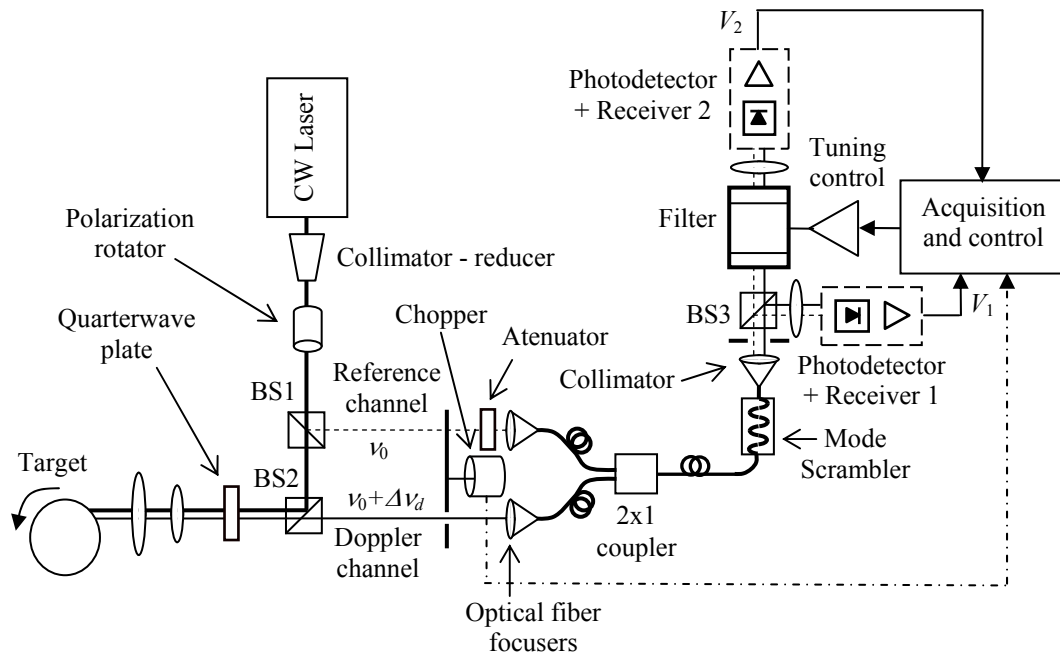 V2
Photodetector
+ Receiver 2
CW Laser
Tuning
control
Polarization
rotator
Filter
Acquisition
and control
Collimator - reducer
Chopper
Quarterwave
plate
Atenuator
BS3
V1
BS1
Reference
channel
Collimator
Photodetector
+ Receiver 1
ν0
Mode
Scrambler
Target
BS2
ν0+Δνd
Doppler
channel
2x1
coupler
Optical fiber
focusers